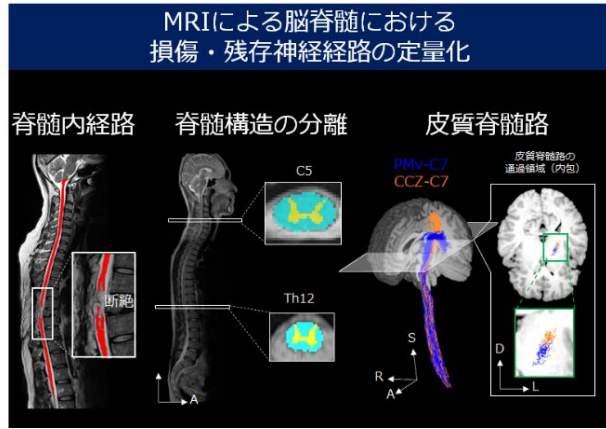 MRIによる脳脊髄における
損傷・残存神経経路の定量化
脊髄内経路
脊髄構造の分離
皮質脊髄路
断絶
C5
Th12
A
PMv-C7
CCZ-C7
S
R
A
皮質脊髄路の
通過領域（内包）
D
L